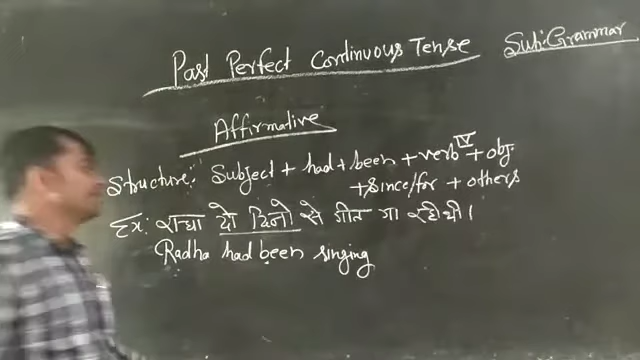 Past Perfect Continuous Tense
Sub: Grammar
Affirmative
Structure: Subject + had + been + verb IV + obj.
+ since/for + others
Ex: राधा दो दिनो से गीत गा रही थी।
Radha had been singing